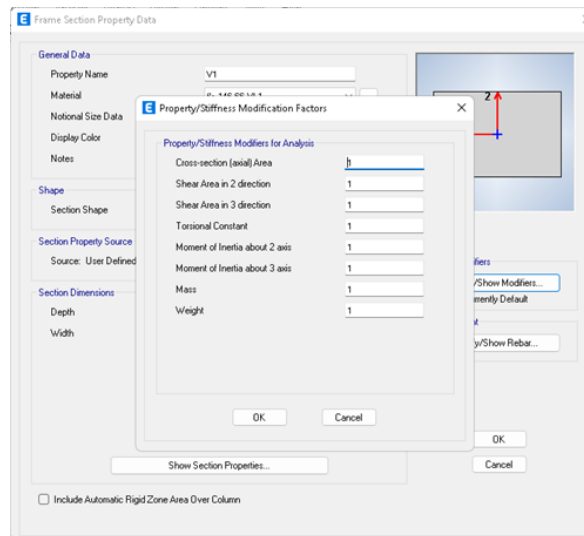 E Frame Section Property Data
General Data
Property Name V1
Material
Notional Size Data
Display Color
Notes
Shape
Section Shape
Section Property Source
Source: User Defined
Section Dimensions
Depth
Width
Show Section Properties...
Include Automatic Rigid Zone Area Over Column
2
E Property/Stiffness Modification Factors
Property/Stiffness Modifiers for Analysis
Cross-section (axial) Area 1
Shear Area in 2 direction 1
Shear Area in 3 direction 1
Torsional Constant 1
Moment of Inertia about 2 axis 1
Moment of Inertia about 3 axis 1
Mass 1
Weight 1
OK Cancel
/Show Modifiers...
Default
y/Show Rebar...
OK
Cancel